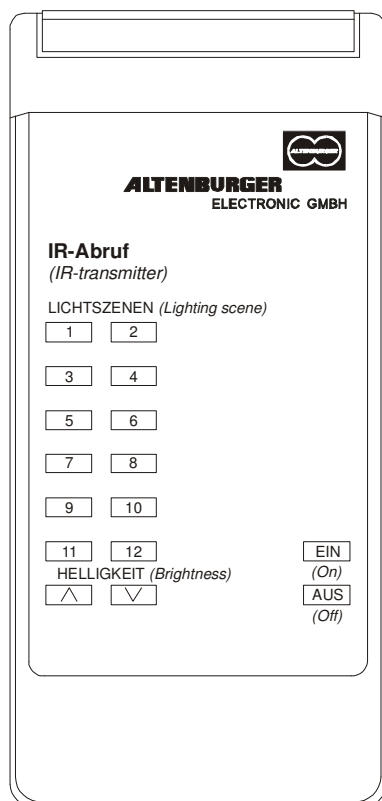 ALTENBURGER
ALTENBURGER
ELECTRONIC GMBH
IR-Abruf
(IR-transmitter)
LICHTSZENEN (Lighting scene)
1 2
3 4
5 6
7 8
9 10
11 12 EIN
HELLIGKEIT (Brightness) (On)
AUS
(Off)